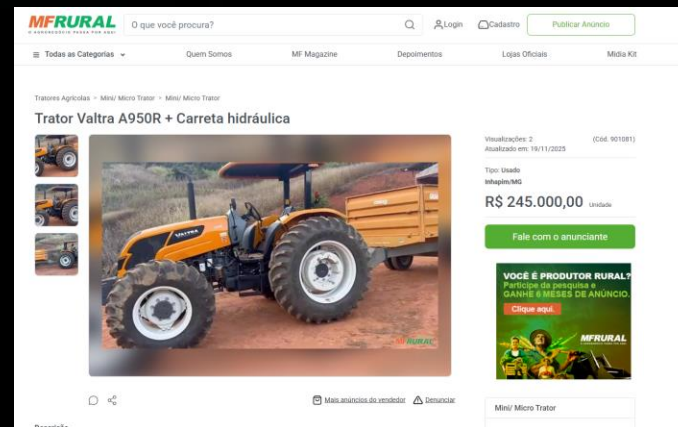 MFRURAL
O AGRONEGÓCIO PASSA POR AQUI
O que você procura?
Login
Cadastro
Publicar Anúncio
Todas as Categorias
Quem Somos
MF Magazine
Depoimentos
Lojas Oficiais
Mídia Kit
Tratores Agrícolas
Mini/ Micro Trator
Mini/ Micro Trator
Trator Valtra A950R + Carreta hidráulica
VALTRA
MFRURAL
Visualizações: 2
(Cód. 901081)
Atualizado em: 19/11/2025
Tipo: Usado
Inhapim/MG
R$ 245.000,00 Unidade
Fale com o anunciante
VOCÊ É PRODUTOR RURAL?
Participe da pesquisa e
GANHE 6 MESES DE ANÚNCIO.
Clique aqui.
MFRURAL
Mais anúncios do vendedor
Denunciar
Mini/ Micro Trator
Descrição